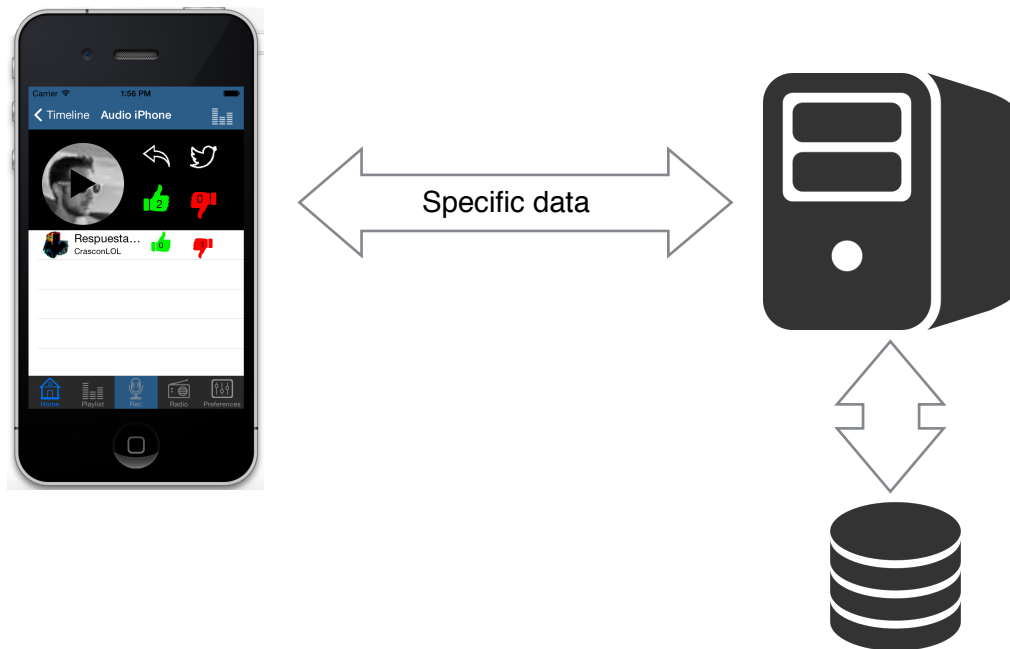 Carrier 1:56 PM
Timeline Audio iPhone
2 0
Respuesta...
CrasconLOL
0 1
Home Playlist Rec Radio Preferences
Specific data